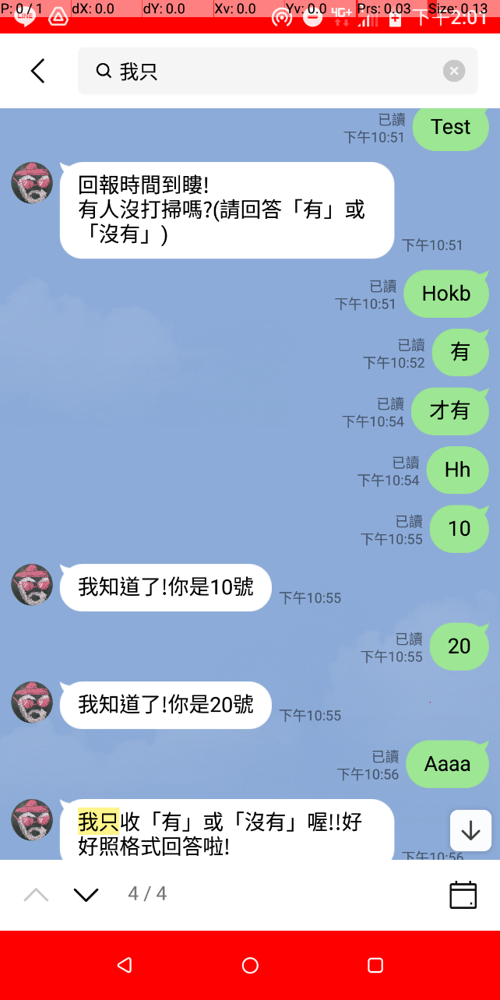 P: 0 / 1 dX: 0.0 dY: 0.0 Xv: 0.0 Yv: 0.0 Prs: 0.03 Size: 0.13
LINE 4G+ 下午2:01
我只
已讀
下午10:51
Test
回報時間到瞜!
有人沒打掃嗎?(請回答「有」或
「沒有」)
下午10:51
已讀
下午10:51
Hokb
已讀
下午10:52
有
已讀
下午10:54
才有
已讀
下午10:54
Hh
已讀
下午10:55
10
我知道了!你是10號
下午10:55
已讀
下午10:55
20
我知道了!你是20號
下午10:55
已讀
下午10:56
Aaaa
我只收「有」或「沒有」喔!!好
好照格式回答啦!
下午10:56
4 / 4